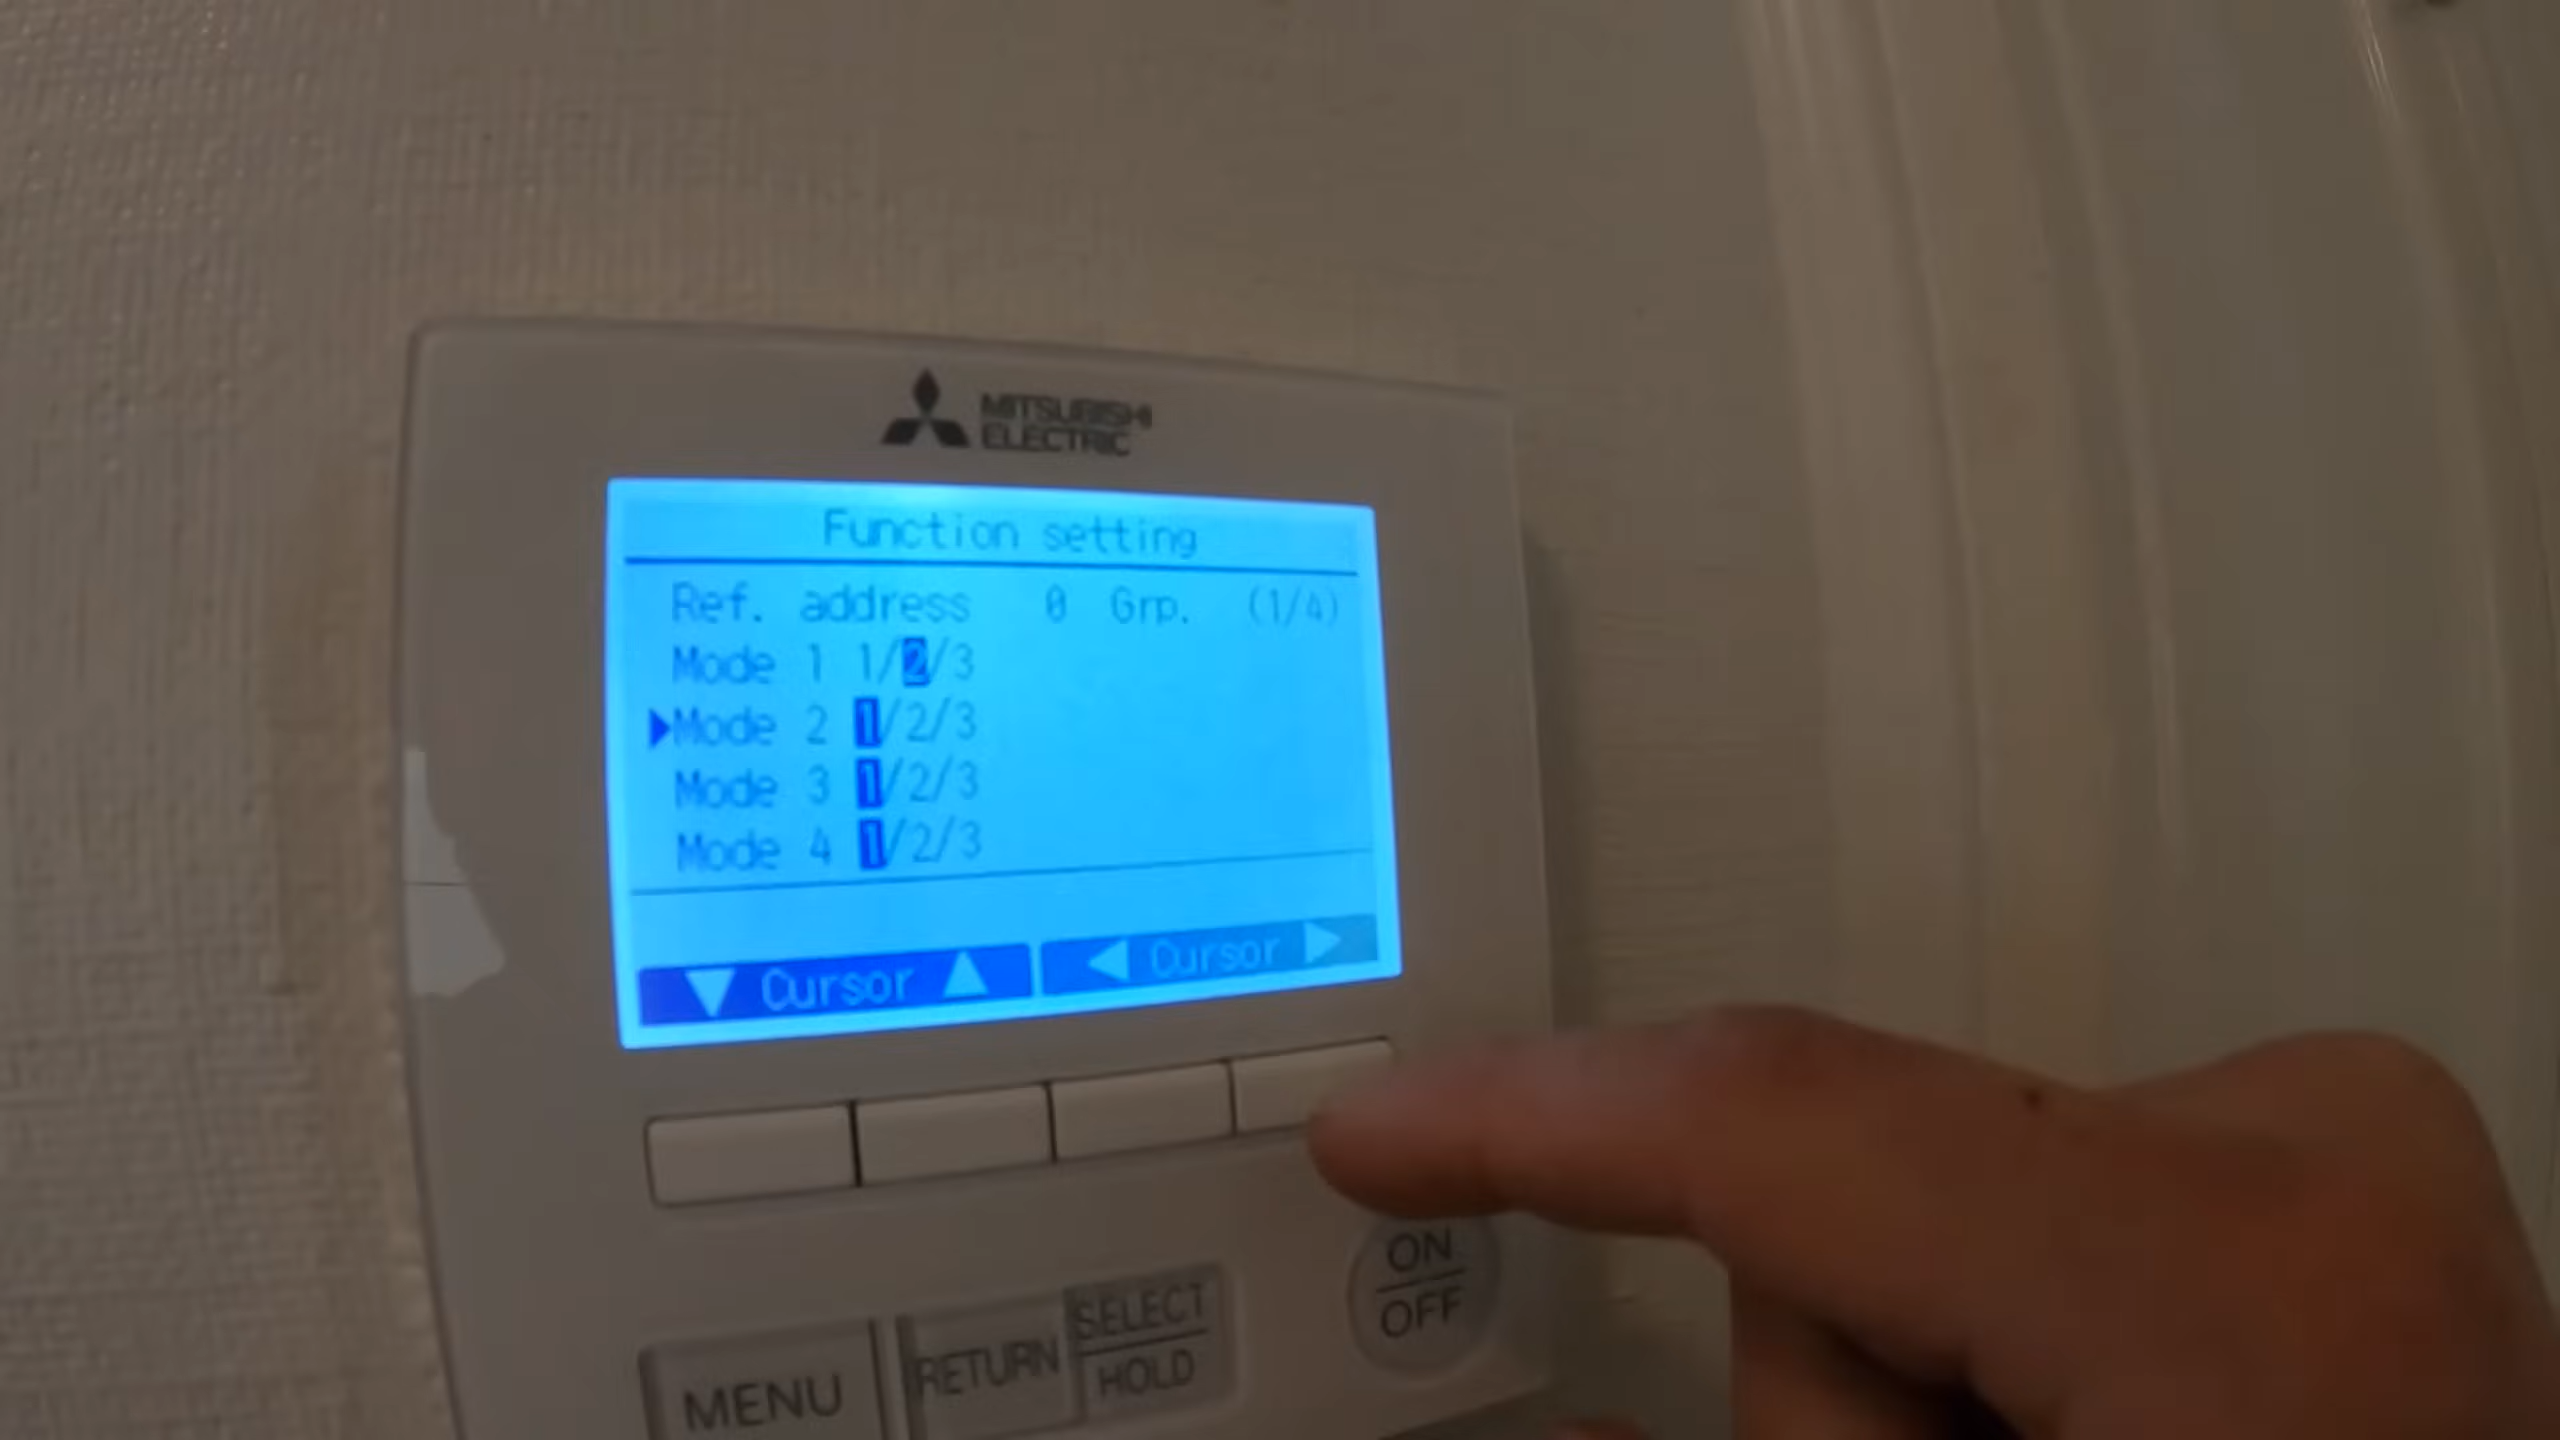 MITSUBISHI
ELECTRIC
Function setting
Ref. address 0 Grp. (1/4)
Mode 1 1/2/3
▶Mode 2 1/2/3
Mode 3 1/2/3
Mode 4 1/2/3
▼ Cursor ▲ ◀ Cursor ▶
ON
OFF
MENU RETURN SELECT
HOLD